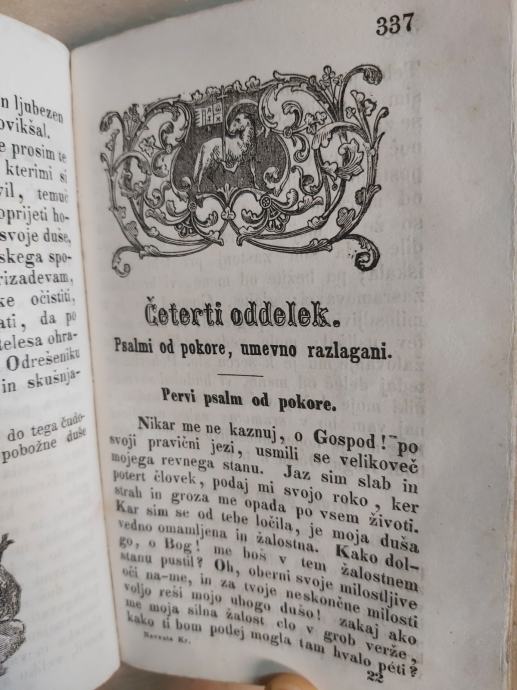 n ljubezen
ovikšal.
e prosim te
kterimi si
vil, temuč
oprijeti ho-
svoje duše,
skega spo-
rizadevam,
ke očistiti,
ati, da po
telesa ohra-
Odrešeniku
in skušnja-
do tega čudo-
pobožne duše
337
Četerti oddelek.
Psalmi od pokore, umevno razlagani.
Pervi psalm od pokore.
Nikar me ne kaznuj, o Gospod! po
svoji pravični jezi, usmili se velikoveč
mojega revnega stanu. Jaz sim slab in
potert človek, podaj mi svojo roko, ker
strah in groza me opada po vsem životi.
Kar sim se od tebe ločila, je moja duša
vedno omamljena in žalostna. Kako dol-
go, o Bog! me boš v tem žalostnem
stanu pustil? Oh, oberni svoje milostljive
oči na-me, in za tvoje neskončne milosti
voljo reši mojo uhogo dušo! zakaj ako
me moja silna žalost clo v grob verže,
kako ti bom potlej mogla tam hvalo péti?
22